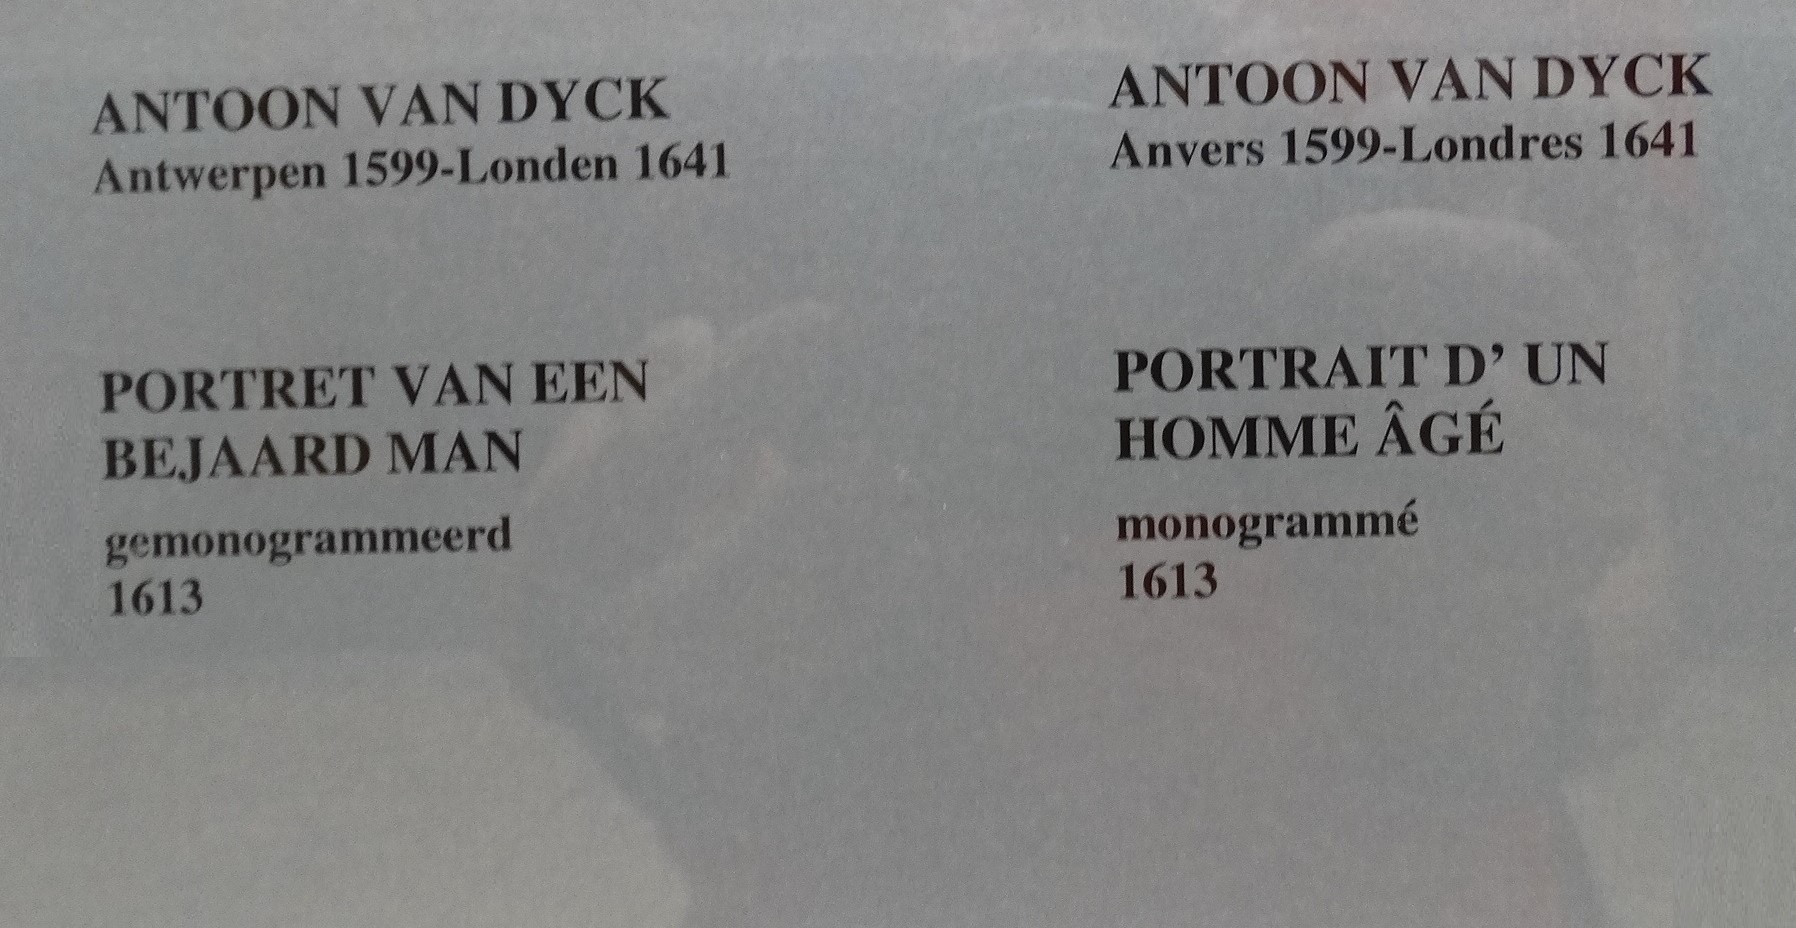 ANTOON VAN DYCK
Antwerpen 1599-Londen 1641
PORTRET VAN EEN
BEJAARD MAN
gemonogrammeerd
1613
ANTOON VAN DYCK
Anvers 1599-Londres 1641
PORTRAIT D’ UN
HOMME ÂGÉ
monogrammé
1613